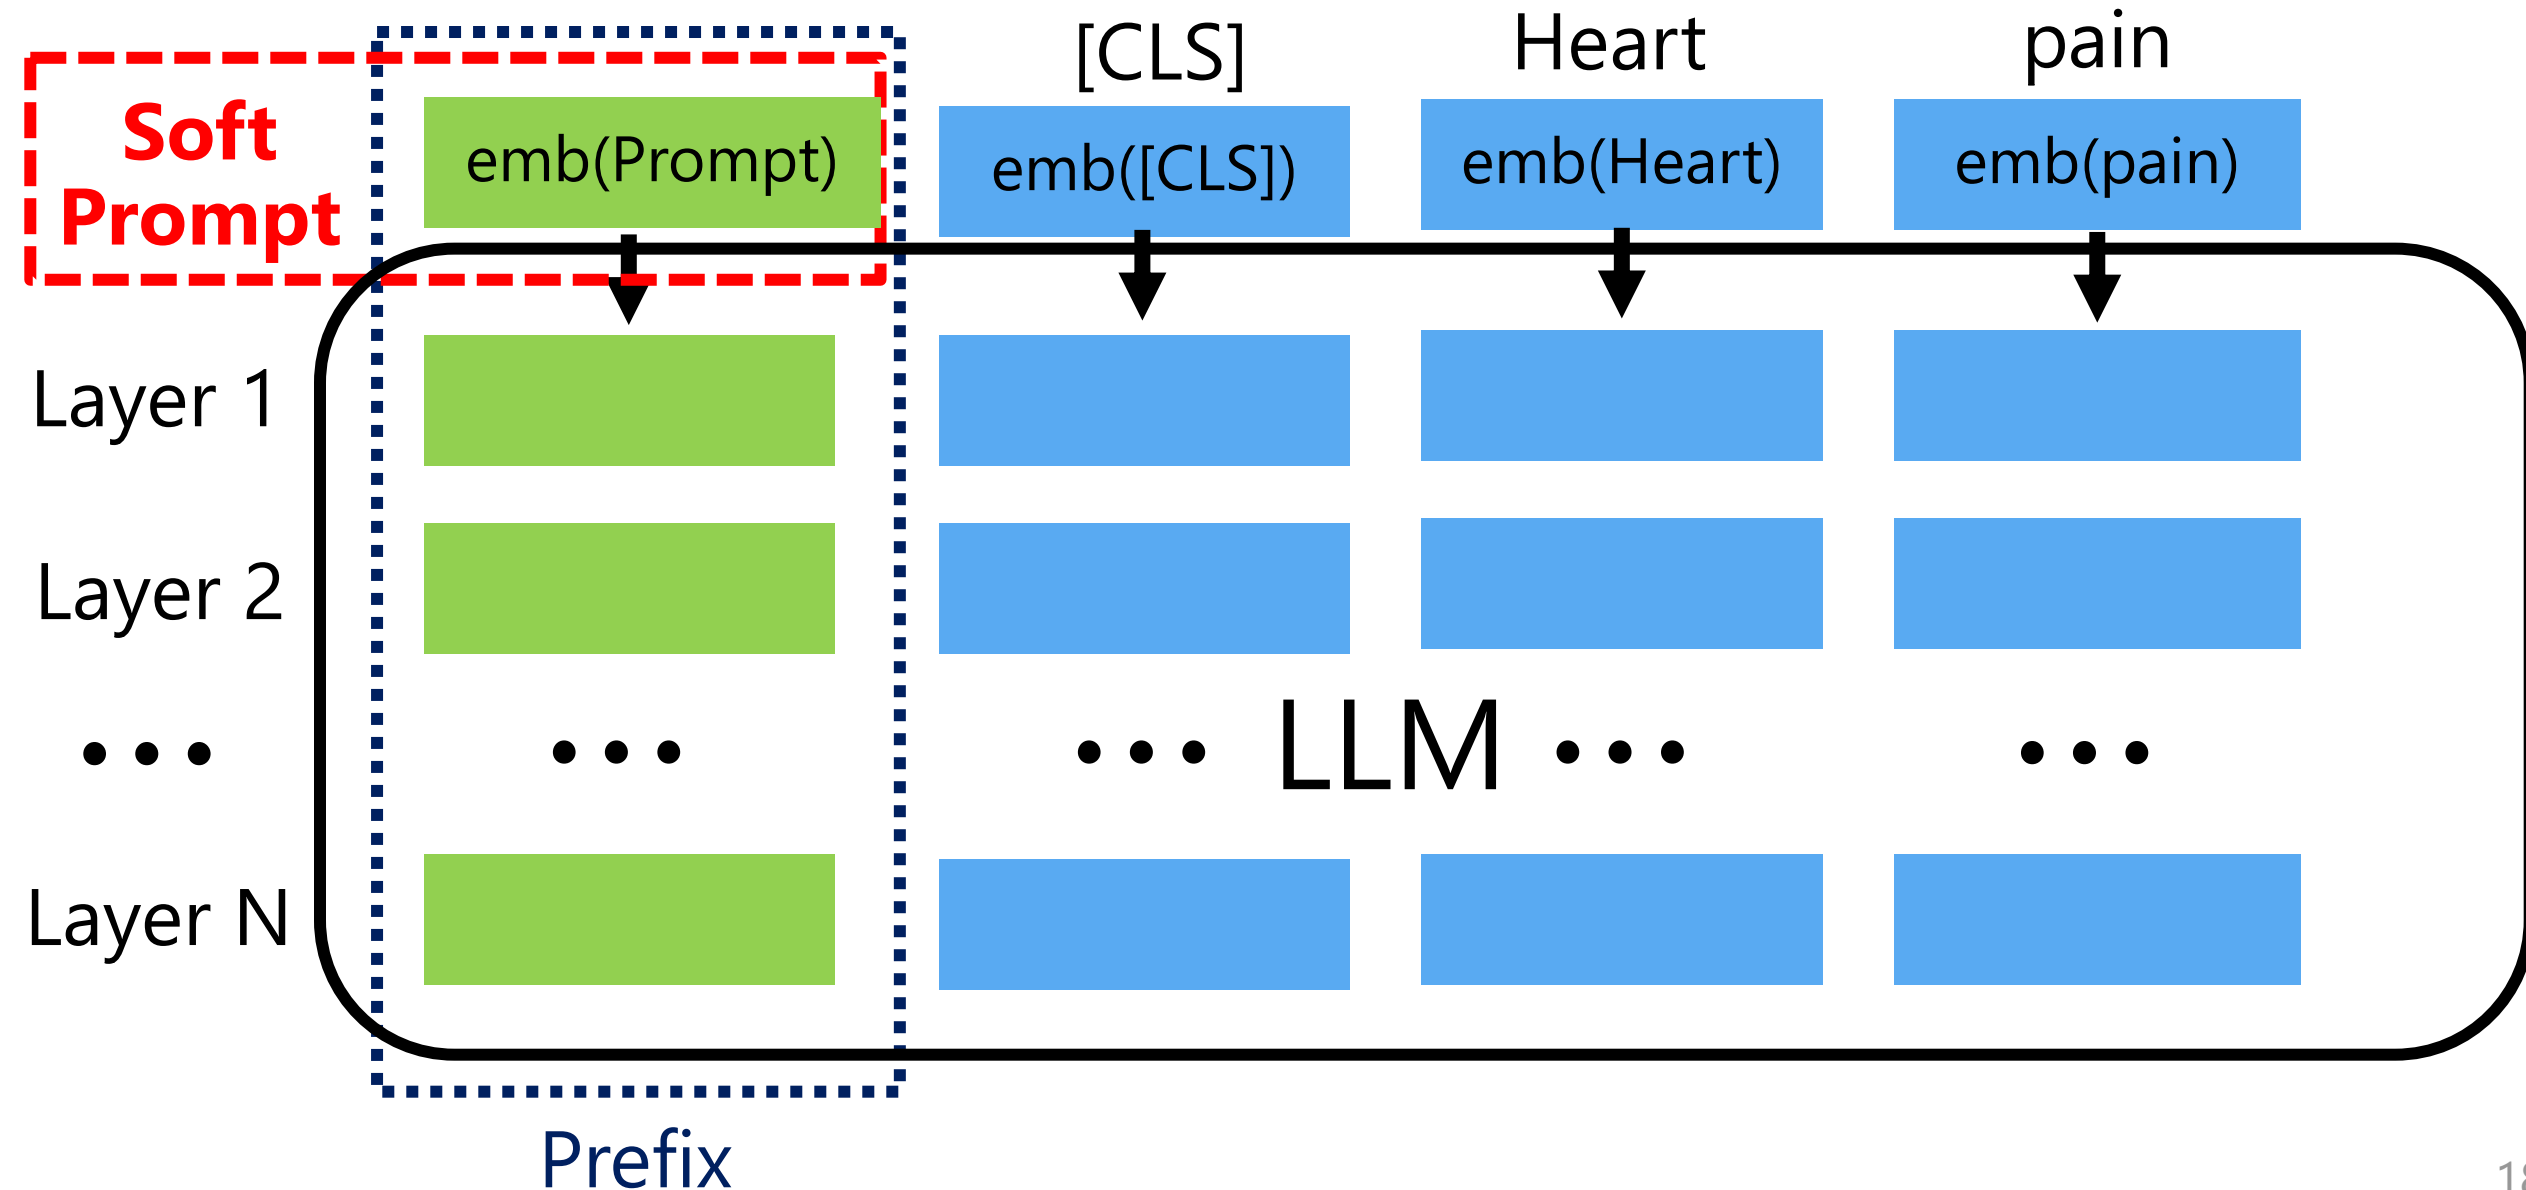 [CLS]
Heart
pain
Soft
Prompt
emb(Prompt)
emb([CLS])
emb(Heart)
emb(pain)
Layer 1
Layer 2
••• ••• ••• LLM ••• •••
Layer N
Prefix